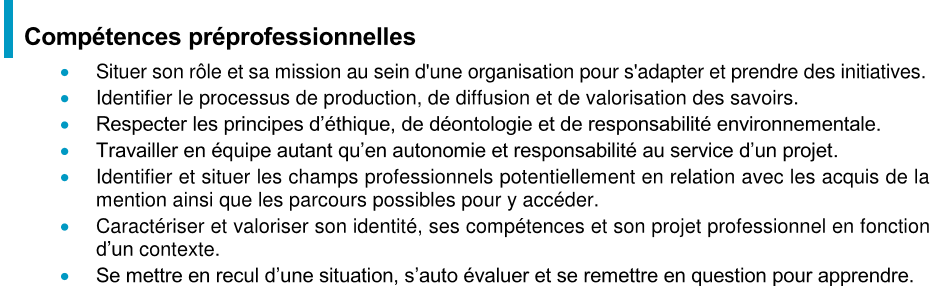 Compétences préprofessionnelles
• Situer son rôle et sa mission au sein d'une organisation pour s'adapter et prendre des initiatives.
• Identifier le processus de production, de diffusion et de valorisation des savoirs.
• Respecter les principes d’éthique, de déontologie et de responsabilité environnementale.
• Travailler en équipe autant qu’en autonomie et responsabilité au service d’un projet.
• Identifier et situer les champs professionnels potentiellement en relation avec les acquis de la
mention ainsi que les parcours possibles pour y accéder.
• Caractériser et valoriser son identité, ses compétences et son projet professionnel en fonction
d’un contexte.
• Se mettre en recul d’une situation, s’auto évaluer et se remettre en question pour apprendre.